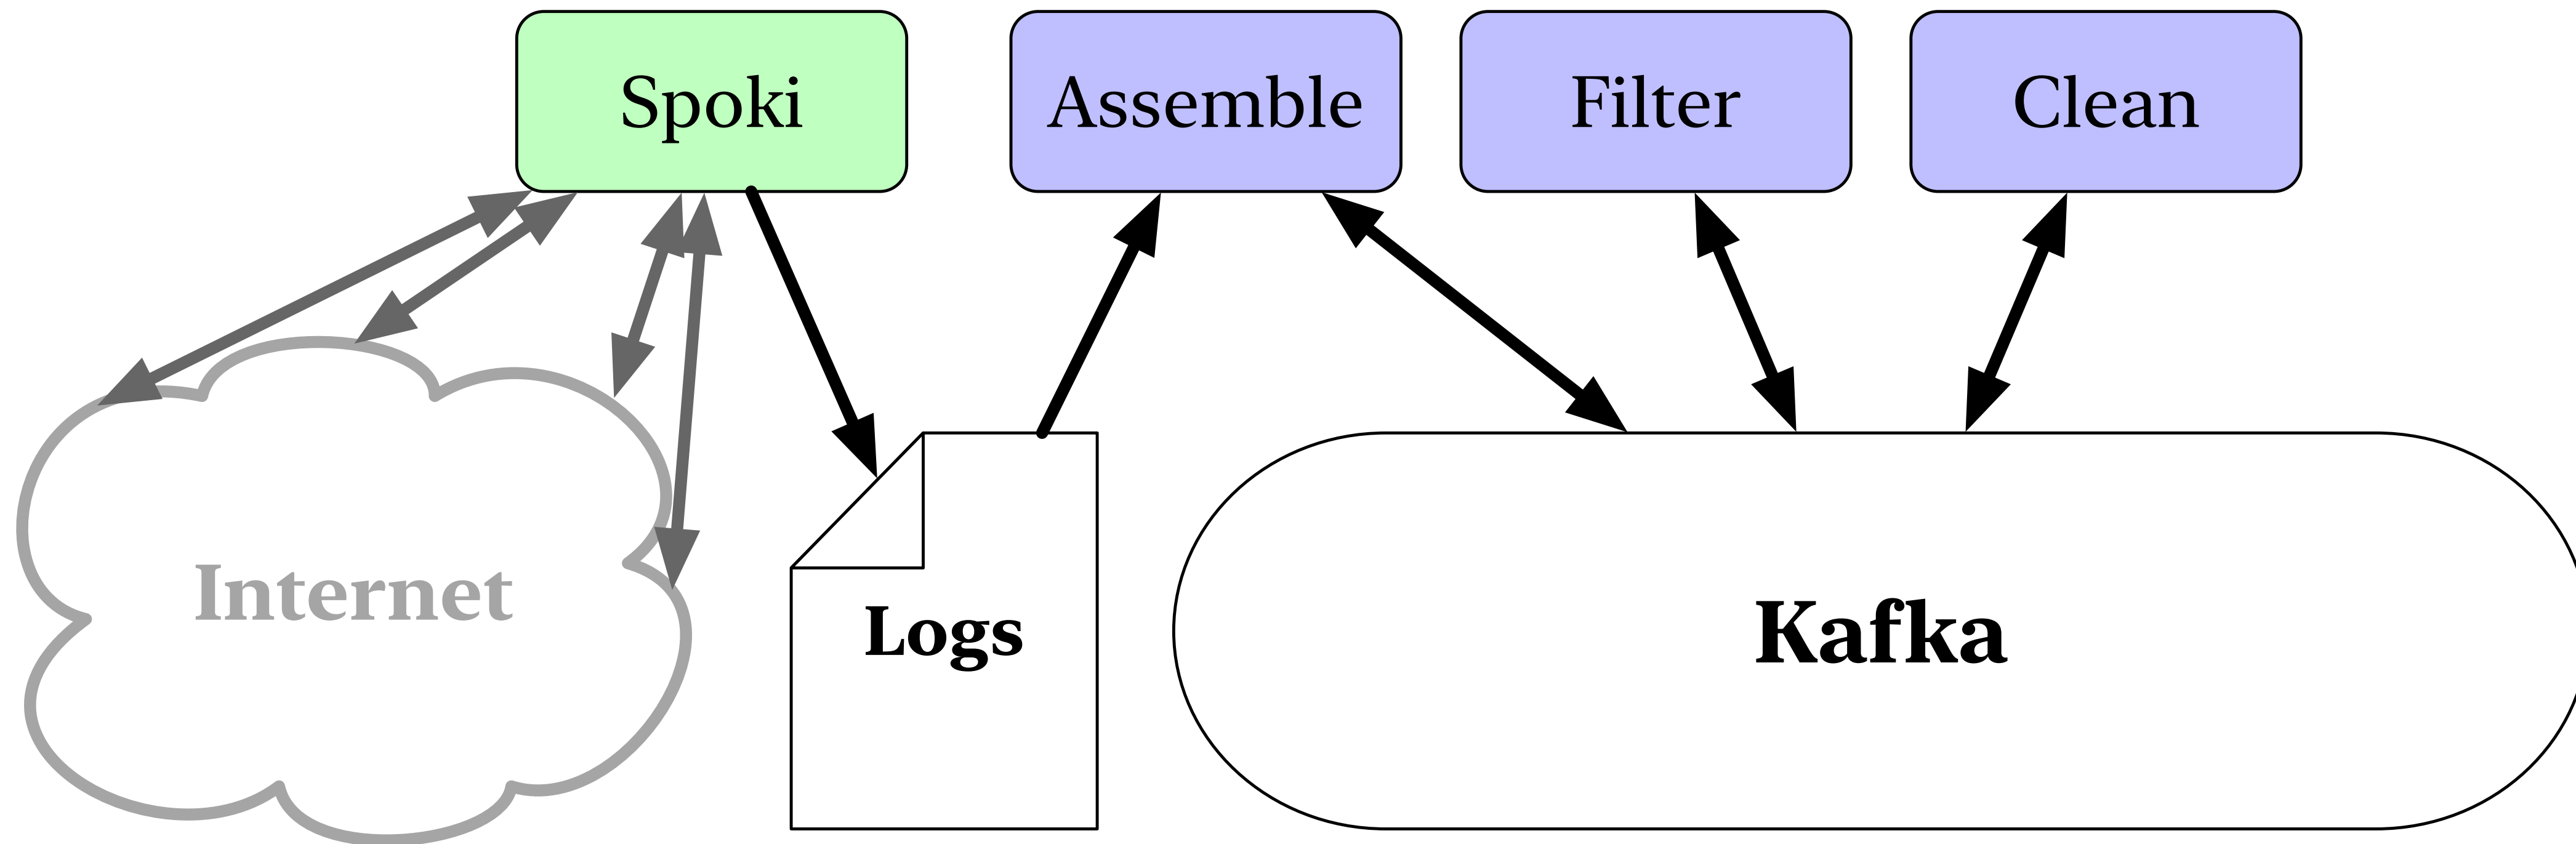 Spoki
Assemble
Filter
Clean
Internet
Logs
Kafka